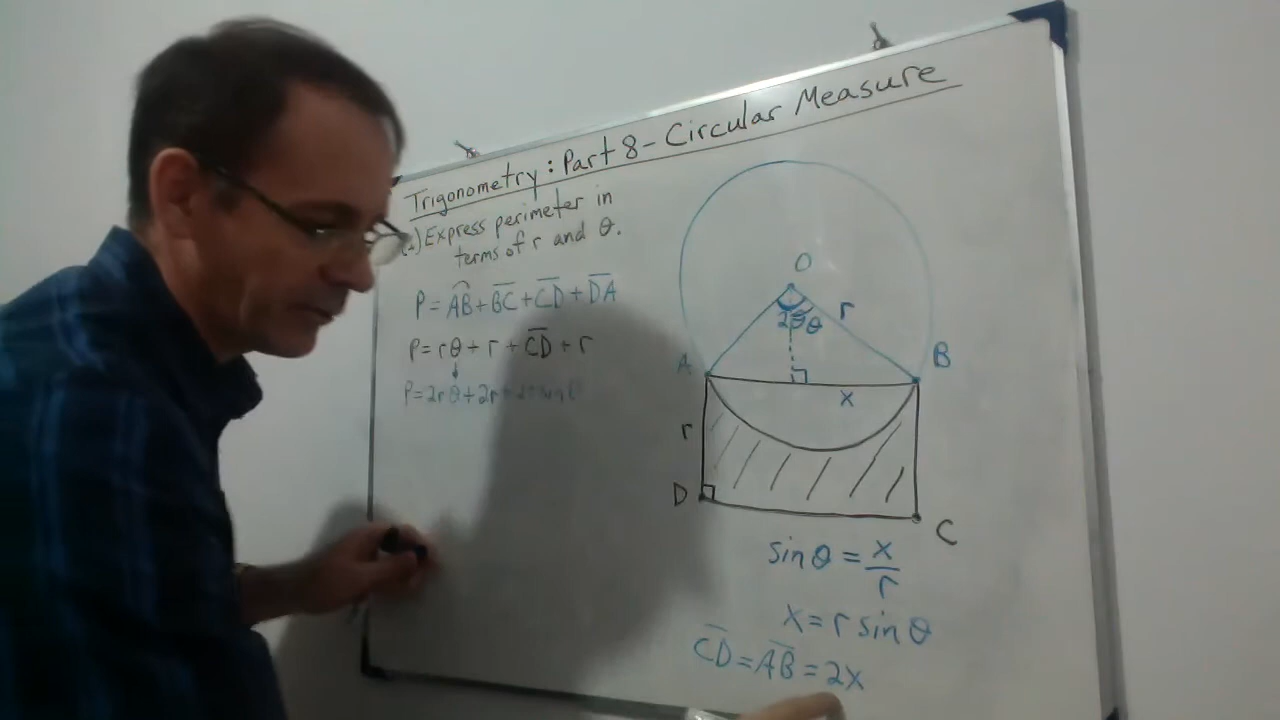 Trigonometry: Part 8 - Circular Measure
Express perimeter in
terms of r and θ.
P = AB + BC + CD + DA
P = rθ + r + CD + r
P = 2rθ + 2r +
O
2θ θ
r
A
B
x
r
D
C
sin θ = x/r
x = r sin θ
CD = AB = 2x